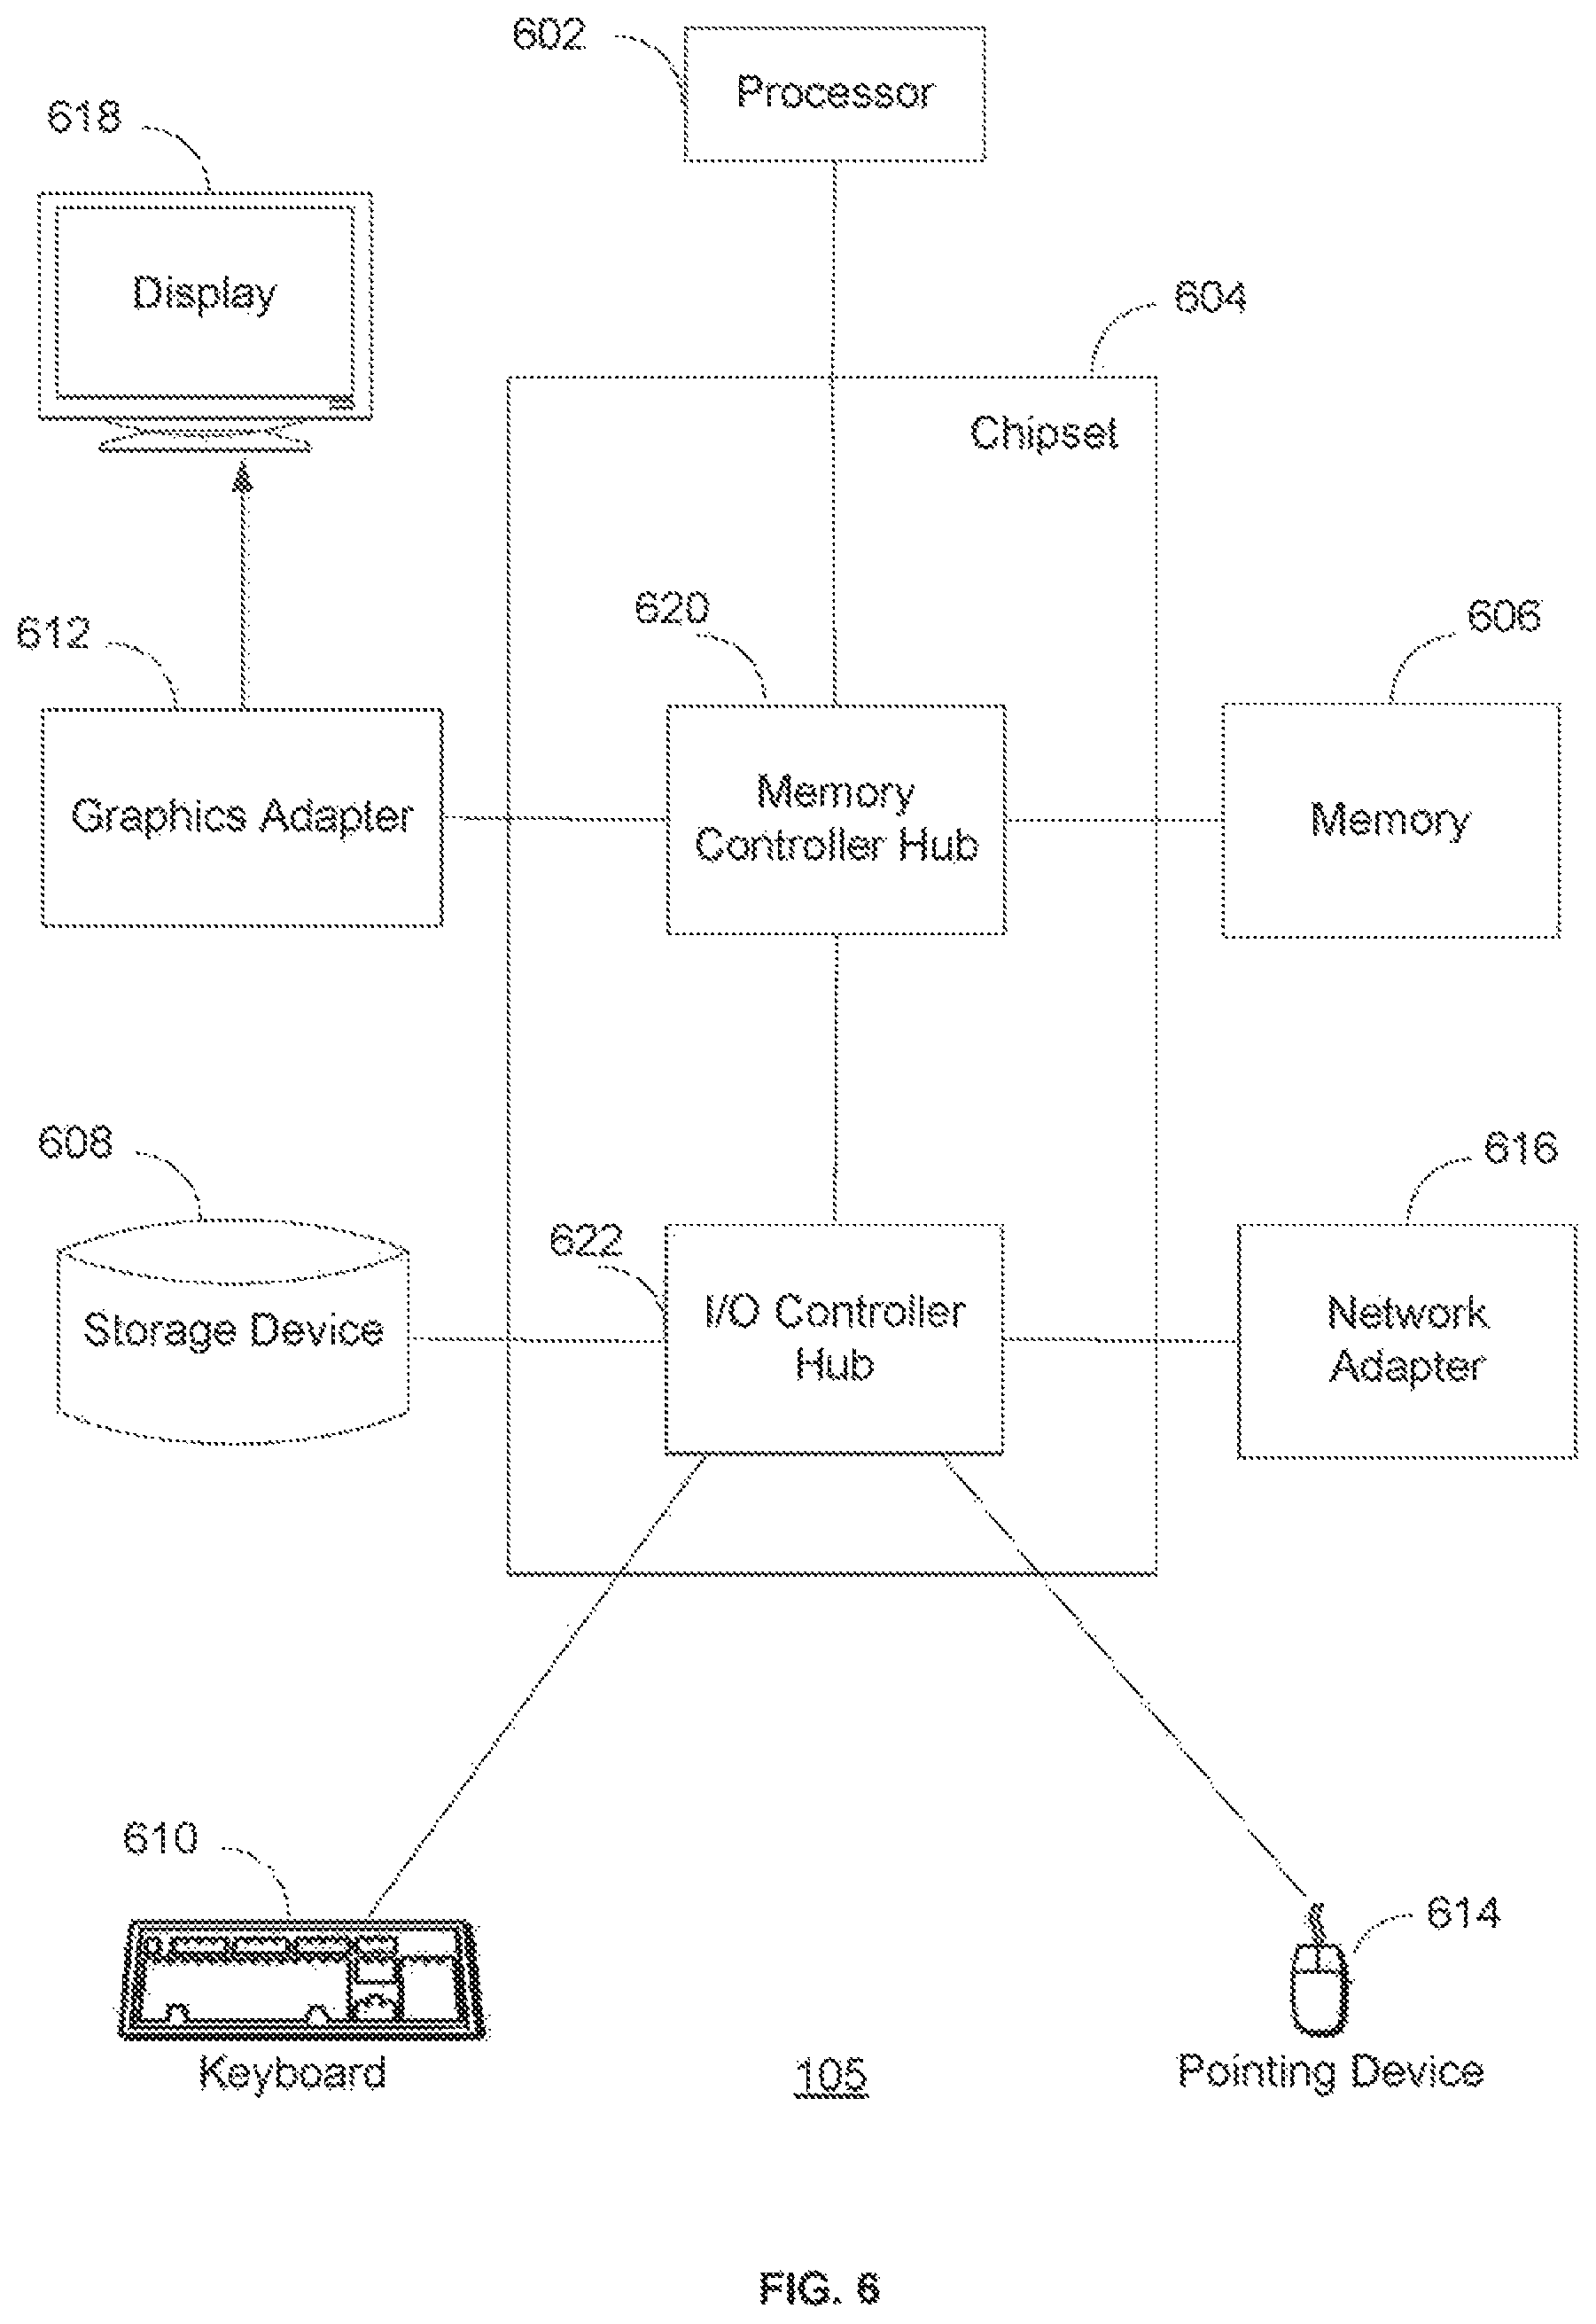 602
Processor
618
Display
604
Chipset
620
606
612
Graphics Adapter
Memory
Controller Hub
Memory
608
616
622
Storage Device
I/O Controller
Hub
Network
Adapter
610
614
Keyboard
105
Pointing Device
FIG. 6